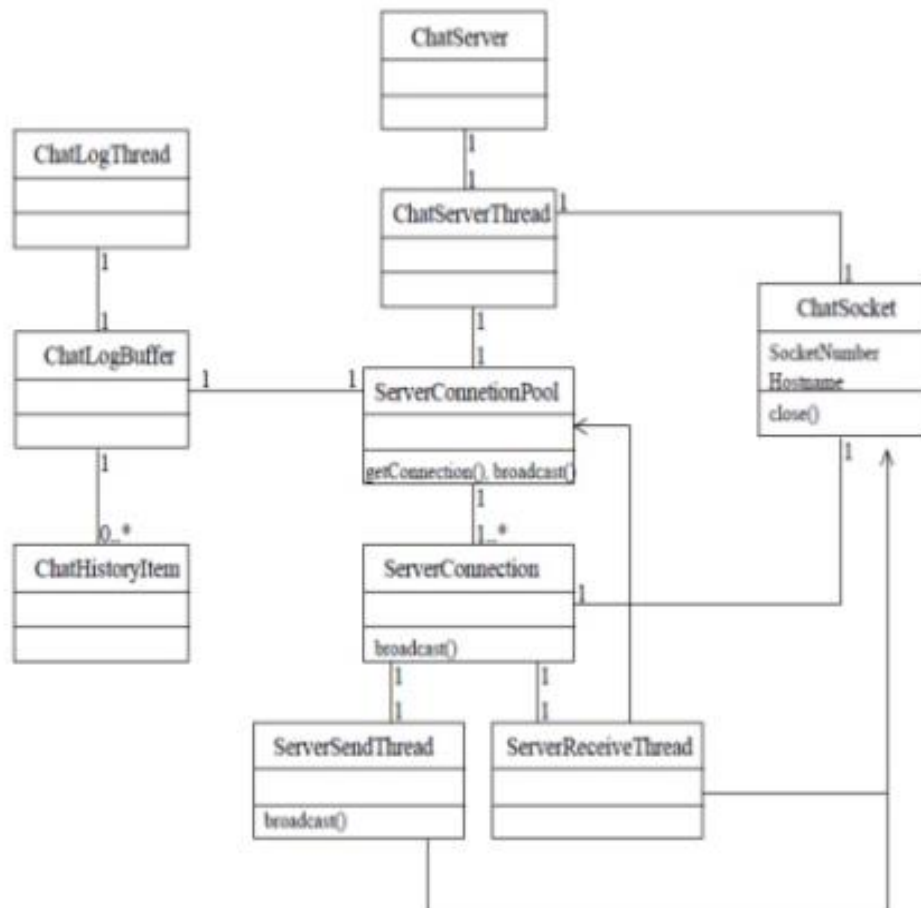 ChatServer
1
1
ChatLogThread
1
1
ChatServerThread
1
1
1
1
ChatSocket
SocketNumber
Hostname
close()
1
ChatLogBuffer
1
1
1
ServerConnetionPool
getConnection(), broadcast()
1
1..*
0..*
ChatHistoryItem
ServerConnection
1
broadcast()
1
1
1
1
ServerSendThread
broadcast()
ServerReceiveThread